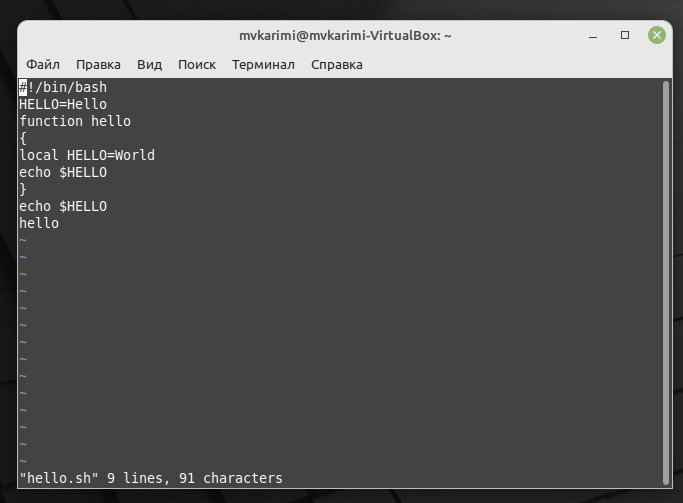 mvkarimi@mvkarimi-VirtualBox: ~
Файл Правка Вид Поиск Терминал Справка
#!/bin/bash
HELLO=Hello
function hello
{
local HELLO=World
echo $HELLO
}
echo $HELLO
hello
~
~
~
~
~
~
~
~
~
~
~
~
~
~
"hello.sh" 9 lines, 91 characters